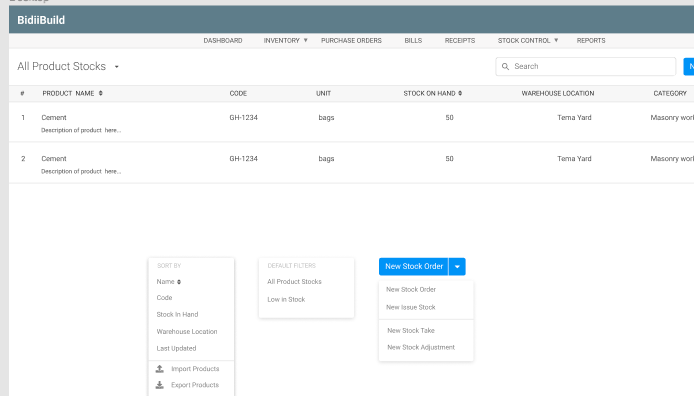 BidiiBuild
DASHBOARD INVENTORY PURCHASE ORDERS BILLS RECEIPTS STOCK CONTROL REPORTS
All Product Stocks Search
# PRODUCT NAME CODE UNIT STOCK ON HAND WAREHOUSE LOCATION CATEGORY
1 Cement GH-1234 bags 50 Tema Yard Masonry wor
Description of product here...
2 Cement GH-1234 bags 50 Tema Yard Masonry wor
Description of product here...
SORT BY
Name
Code
Stock In Hand
Warehouse Location
Last Updated
Import Products
Export Products
DEFAULT FILTERS
All Product Stocks
Low in Stock
New Stock Order
New Stock Order
New Issue Stock
New Stock Take
New Stock Adjustment